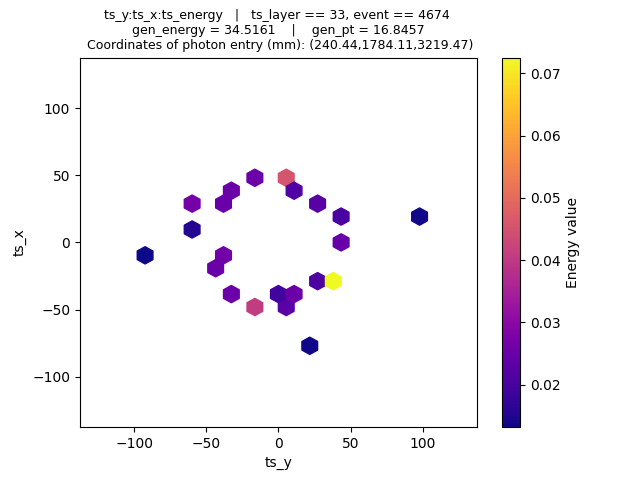 ts_y:ts_x:ts_energy   |   ts_layer == 33, event == 4674
gen_energy = 34.5161    |    gen_pt = 16.8457
Coordinates of photon entry (mm): (240.44,1784.11,3219.47)
ts_x
100
50
0
−50
−100
−100
−50
0
50
100
ts_y
0.07
0.06
0.05
0.04
0.03
0.02
Energy value